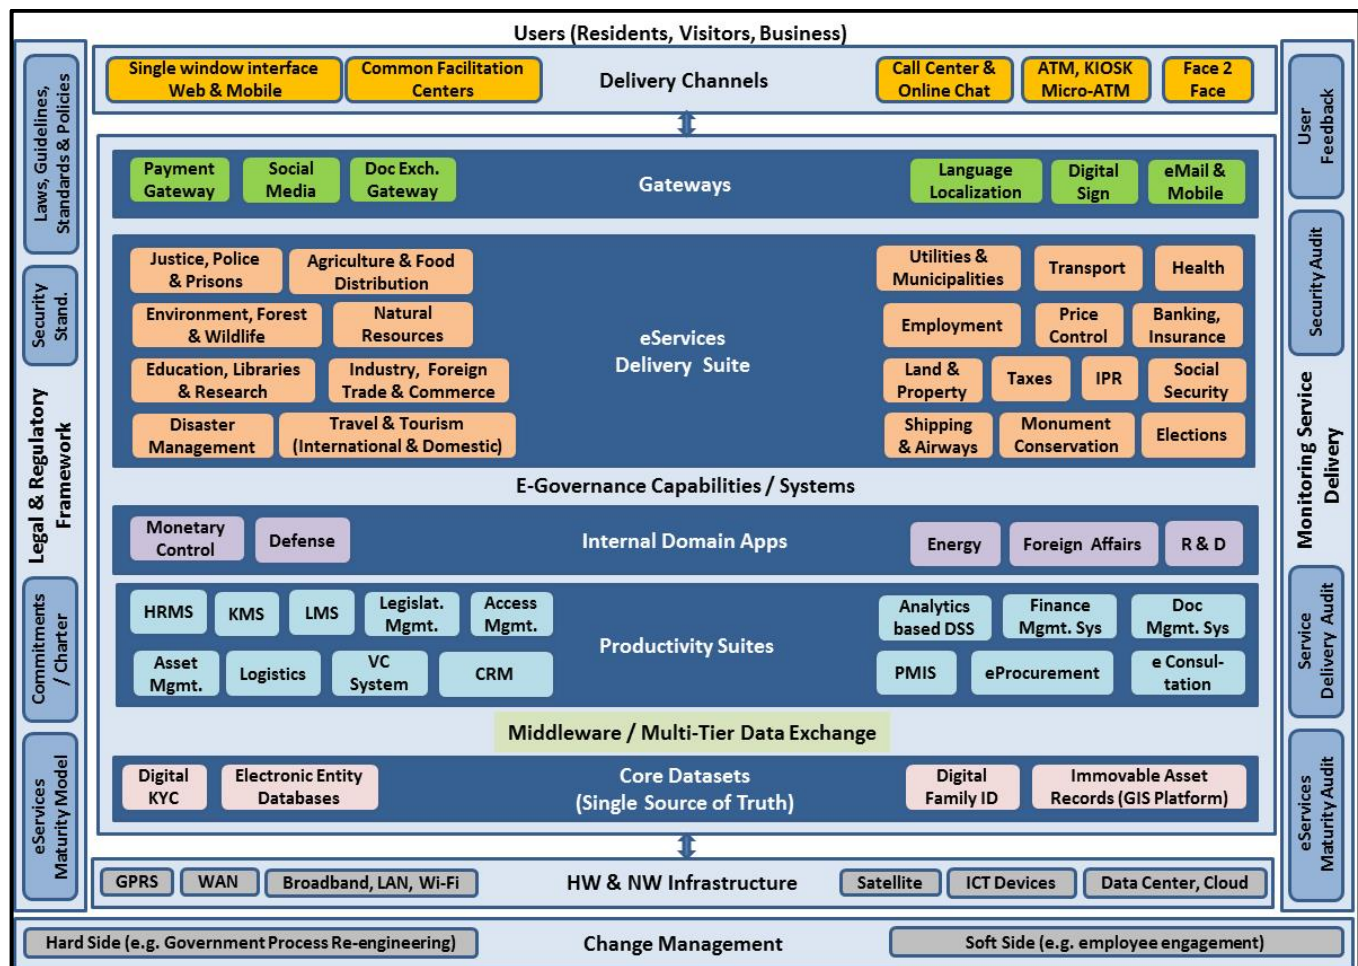 Users (Residents, Visitors, Business)
Single window interface
Web & Mobile
Common Facilitation
Centers
Delivery Channels
Call Center &
Online Chat
ATM, KIOSK
Micro-ATM
Face 2
Face
Payment
Gateway
Social
Media
Doc Exch.
Gateway
Gateways
Language
Localization
Digital
Sign
eMail &
Mobile
Justice, Police
& Prisons
Agriculture & Food
Distribution
Environment, Forest
& Wildlife
Natural
Resources
Education, Libraries
& Research
Industry, Foreign
Trade & Commerce
Disaster
Management
Travel & Tourism
(International & Domestic)
eServices
Delivery Suite
Utilities &
Municipalities
Transport
Health
Employment
Price
Control
Banking,
Insurance
Land &
Property
Taxes
IPR
Social
Security
Shipping
& Airways
Monument
Conservation
Elections
E-Governance Capabilities / Systems
Monetary
Control
Defense
Internal Domain Apps
Energy
Foreign Affairs
R & D
HRMS
KMS
LMS
Legislat.
Mgmt.
Access
Mgmt.
Asset
Mgmt.
Logistics
VC
System
CRM
Productivity Suites
Analytics
based DSS
Finance
Mgmt. Sys
Doc
Mgmt. Sys
PMIS
eProcurement
e Consul-
tation
Middleware / Multi-Tier Data Exchange
Digital
KYC
Electronic Entity
Databases
Core Datasets
(Single Source of Truth)
Digital
Family ID
Immovable Asset
Records (GIS Platform)
GPRS
WAN
Broadband, LAN, Wi-Fi
HW & NW Infrastructure
Satellite
ICT Devices
Data Center, Cloud
Hard Side (e.g. Government Process Re-engineering)
Change Management
Soft Side (e.g. employee engagement)
Laws, Guidelines,
Standards & Policies
Security
Stand.
Legal & Regulatory
Framework
Commitments
/ Charter
eServices
Maturity Model
User
Feedback
Security Audit
Monitoring Service
Delivery
Service
Delivery Audit
eServices
Maturity Audit